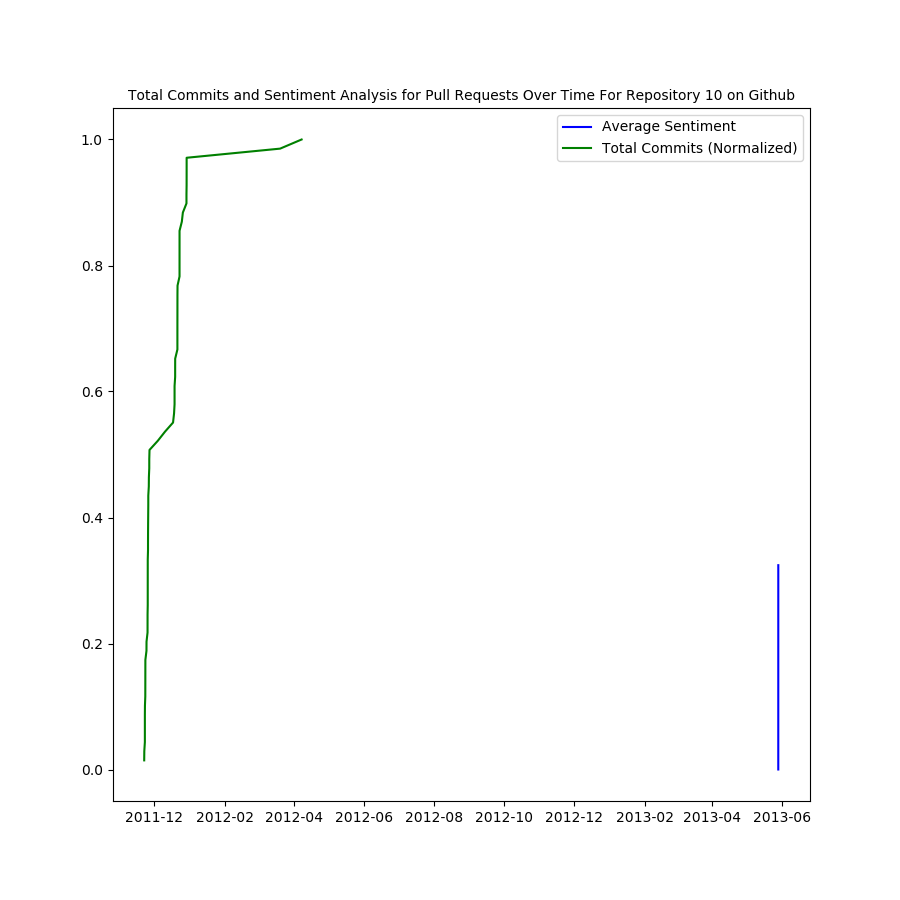 Total Commits and Sentiment Analysis for Pull Requests Over Time For Repository 10 on Github
Average Sentiment
Total Commits (Normalized)
1.0
0.8
0.6
0.4
0.2
0.0
2011-12 2012-02 2012-04 2012-06 2012-08 2012-10 2012-12 2013-02 2013-04 2013-06